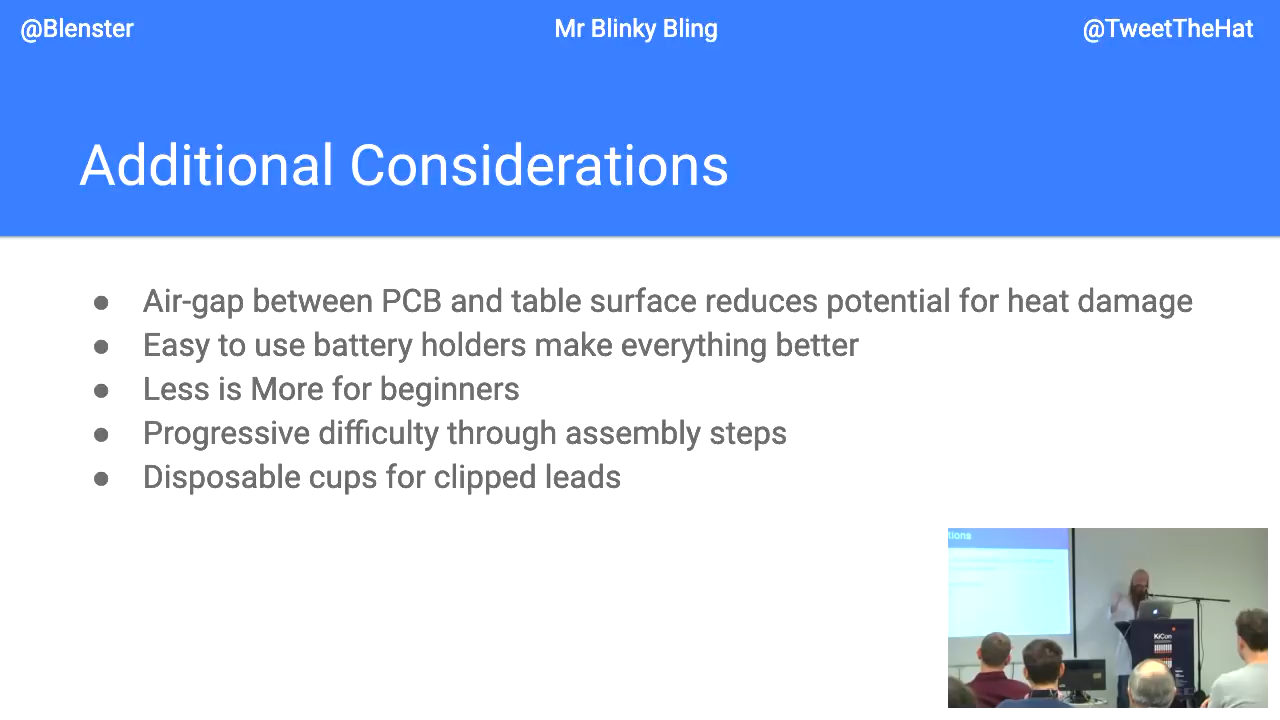 @Blenster
Mr Blinky Bling
@TweetTheHat
Additional Considerations
● Air-gap between PCB and table surface reduces potential for heat damage
● Easy to use battery holders make everything better
● Less is More for beginners
● Progressive difficulty through assembly steps
● Disposable cups for clipped leads
tions
KiCon